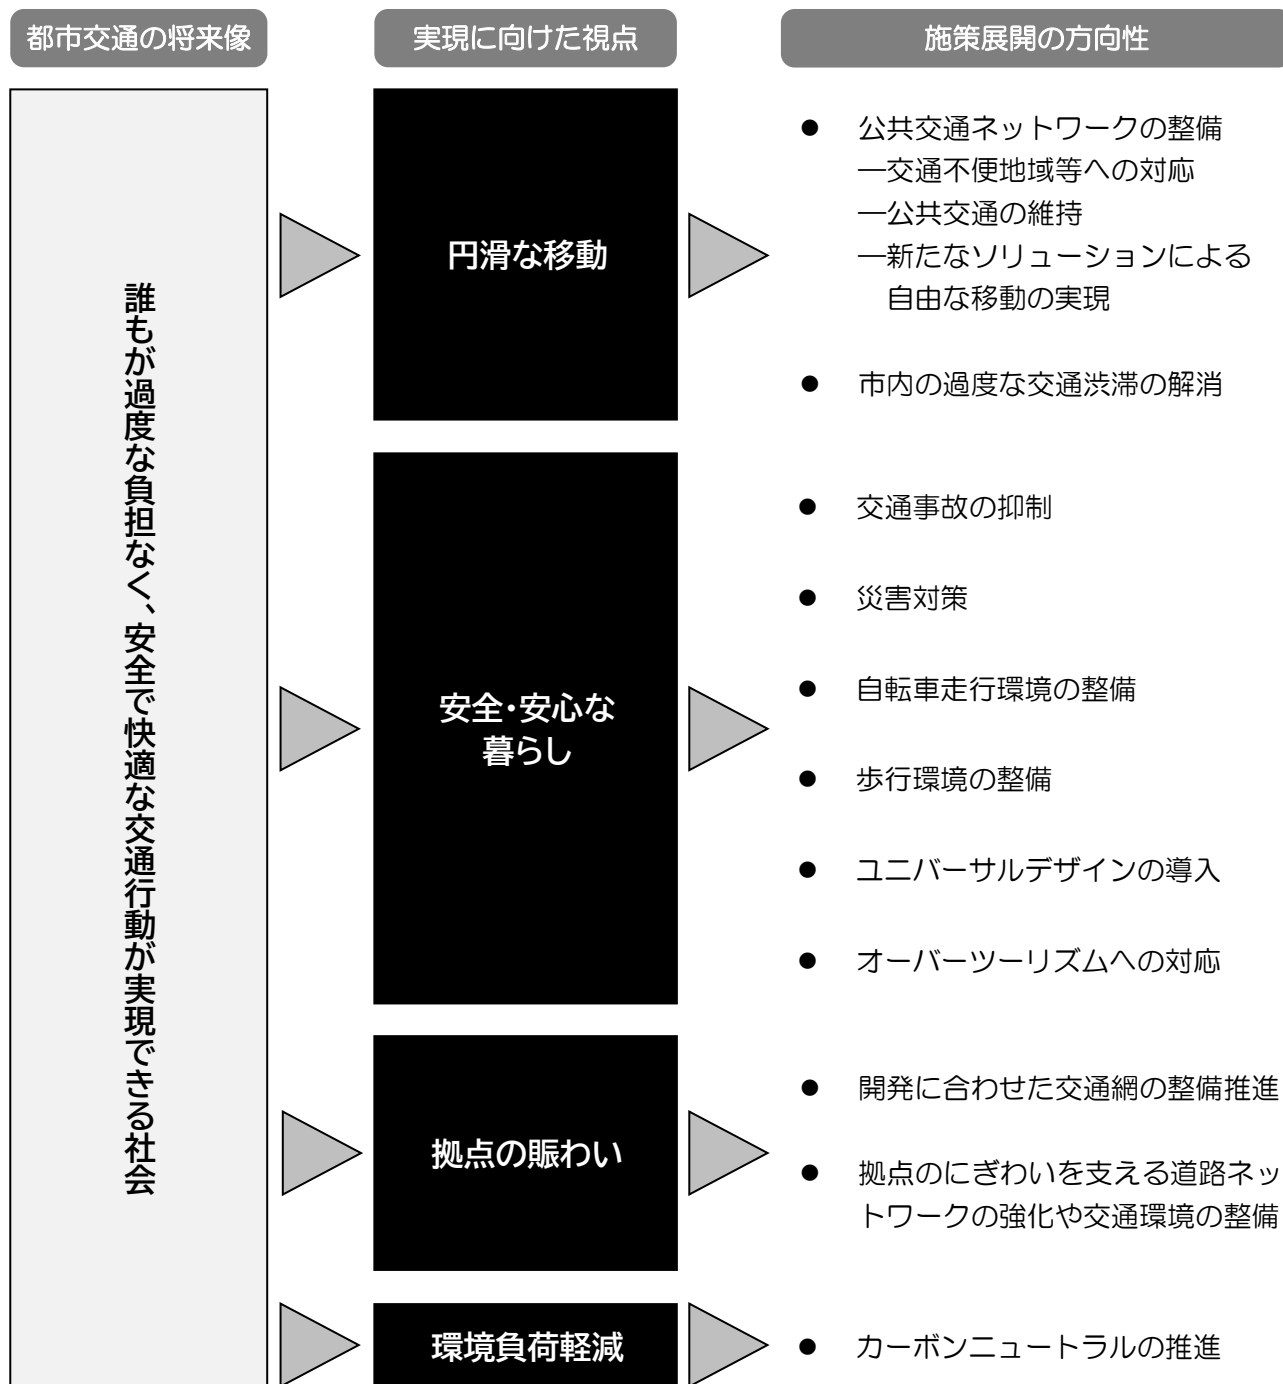 都市交通の将来像
実現に向けた視点
施策展開の方向性
誰もが過度な負担なく、安全で快適な交通行動が実現できる社会
円滑な移動
● 公共交通ネットワークの整備
―交通不便地域等への対応
―公共交通の維持
―新たなソリューションによる
自由な移動の実現
● 市内の過度な交通渋滞の解消
安全・安心な
暮らし
● 交通事故の抑制
● 災害対策
● 自転車走行環境の整備
● 歩行環境の整備
● ユニバーサルデザインの導入
● オーバーツーリズムへの対応
拠点の賑わい
● 開発に合わせた交通網の整備推進
● 拠点のにぎわいを支える道路ネッ
トワークの強化や交通環境の整備
環境負荷軽減
● カーボンニュートラルの推進